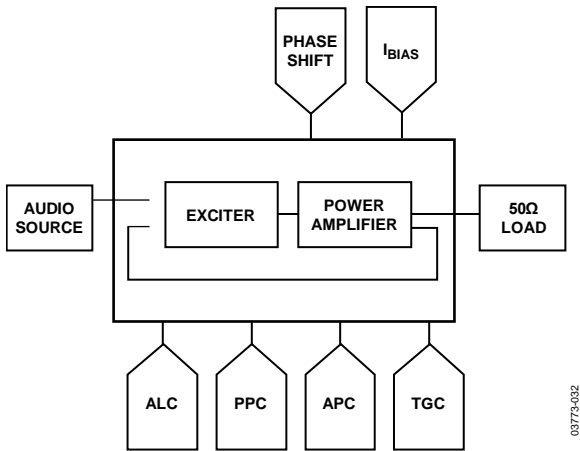 PHASE
SHIFT
IBIAS
AUDIO
SOURCE
EXCITER
POWER
AMPLIFIER
50Ω
LOAD
ALC
PPC
APC
TGC
03773-032